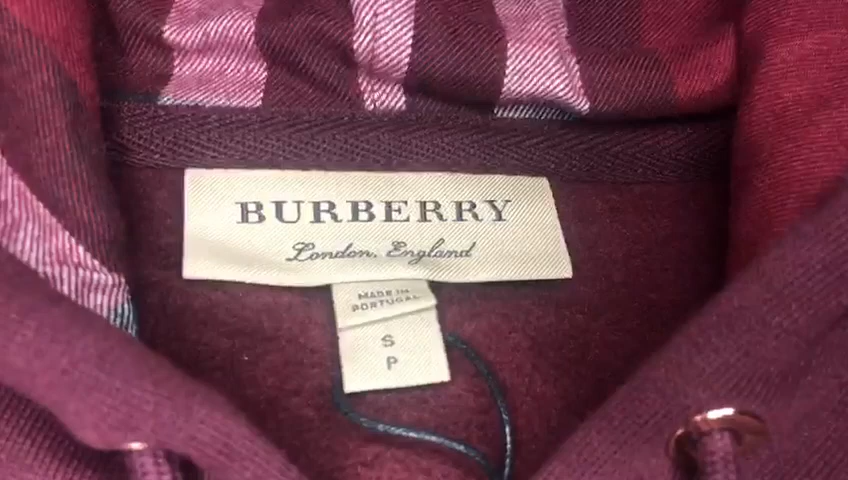 BURBERRY
London, England
MADE IN
PORTUGAL
S
P